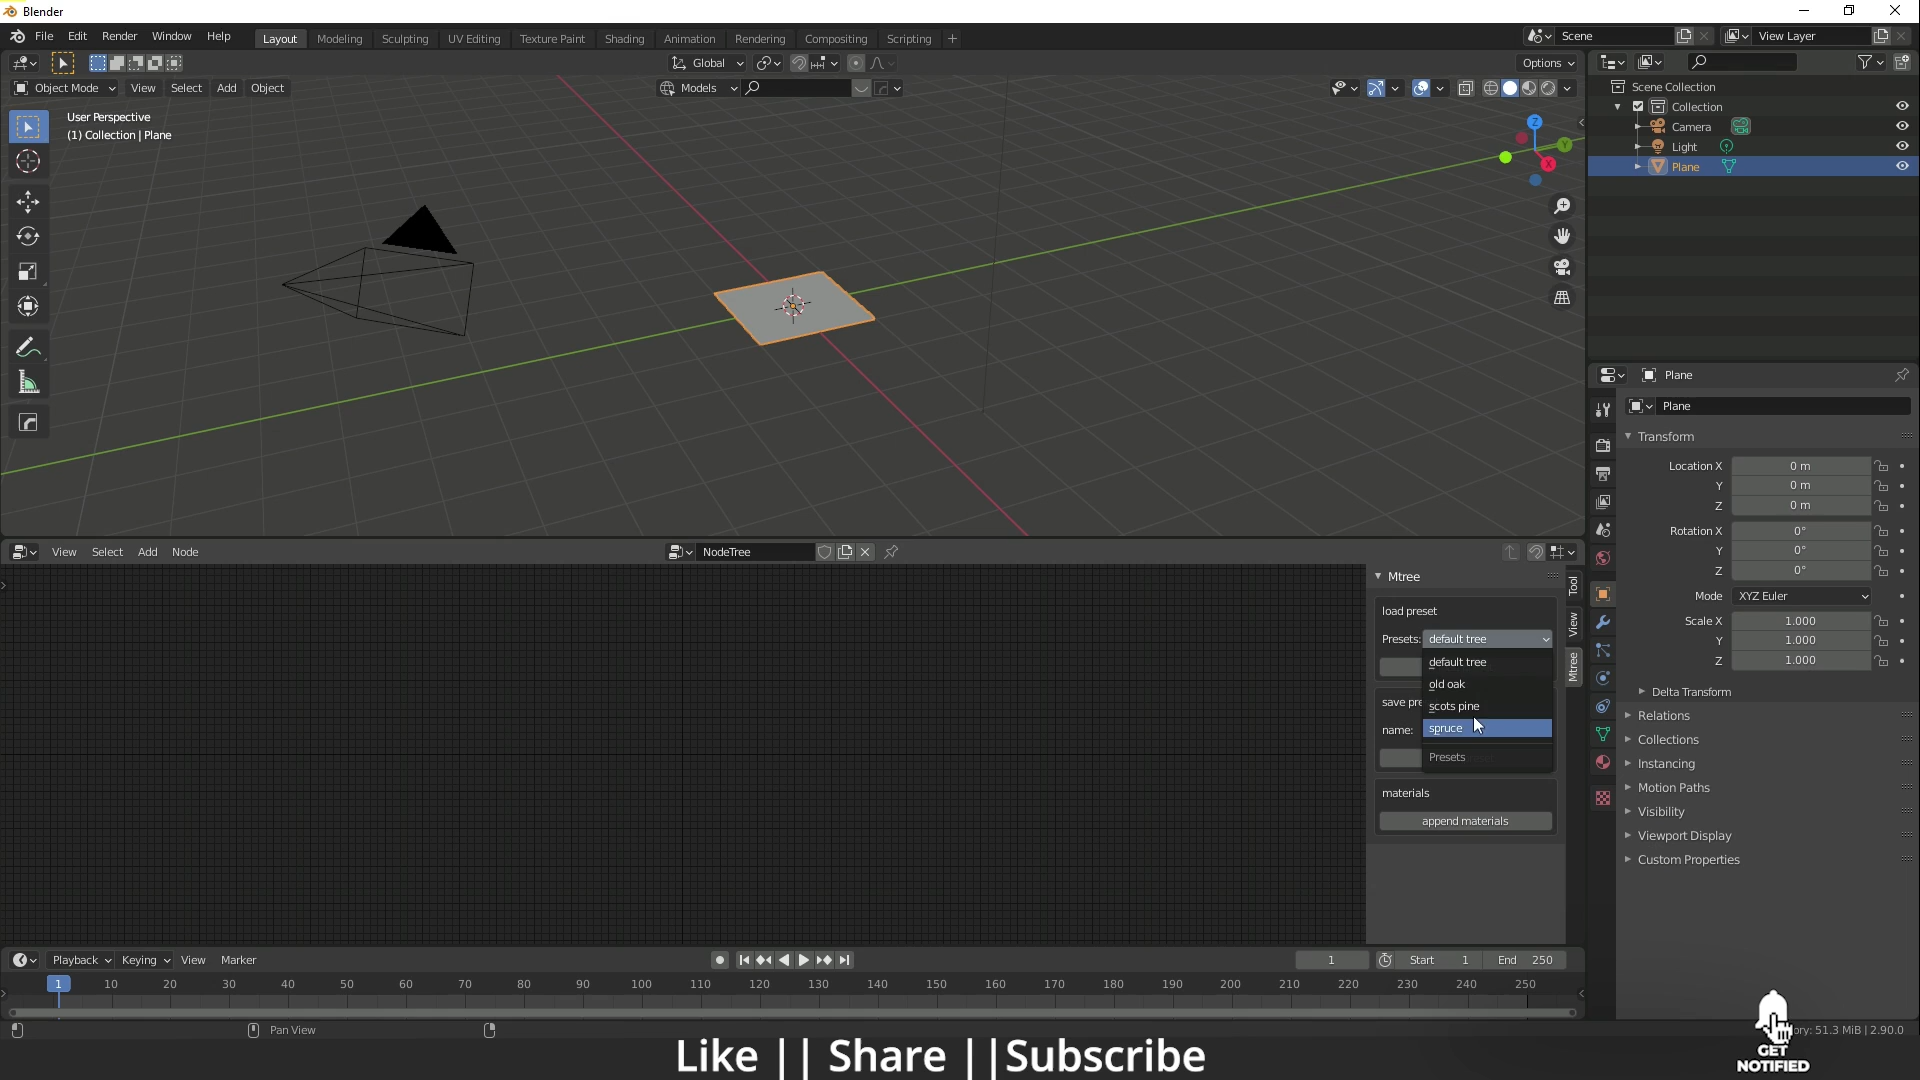 Blender
File Edit Render Window Help Layout Modeling Sculpting UV Editing Texture Paint Shading Animation Rendering Compositing Scripting + Scene View Layer
Global Options
Object Mode View Select Add Object Models
User Perspective
(1) Collection | Plane
Z
Y
X
Scene Collection
Collection
Camera
Light
Plane
Plane
Plane
Transform
Location X 0 m
Y 0 m
Z 0 m
Rotation X 0°
Y 0°
Z 0°
Mode XYZ Euler
Scale X 1.000
Y 1.000
Z 1.000
Delta Transform
Relations
Collections
Instancing
Motion Paths
Visibility
Viewport Display
Custom Properties
View Select Add Node NodeTree
Mtree
load preset
Presets: default tree
default tree
old oak
scots pine
spruce
Presets
save pre
name:
materials
append materials
Tool
View
Mtree
Playback Keying View Marker 1 Start 1 End 250
1 10 20 30 40 50 60 70 80 90 100 110 120 130 140 150 160 170 180 190 200 210 220 230 240 250
Pan View
ory: 51.3 MiB | 2.90.0
Like || Share ||Subscribe
GET
NOTIFIED